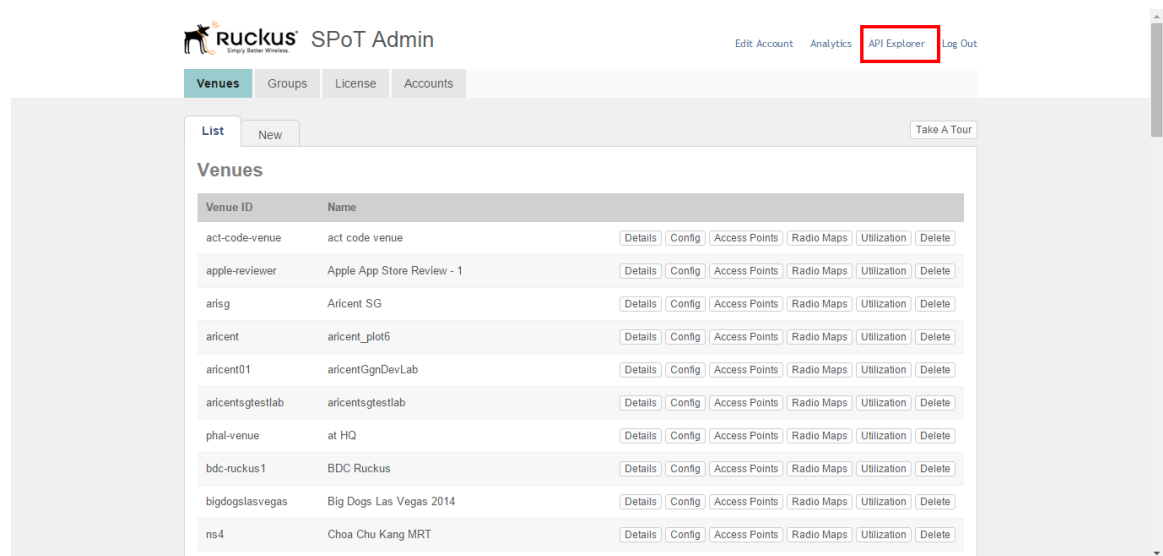 RUCKUS SPoT Admin
Simply Better Wireless.
Edit Account Analytics API Explorer Log Out
Venues Groups License Accounts
List New Take A Tour
Venues
Venue ID Name
act-code-venue act code venue Details Config Access Points Radio Maps Utilization Delete
apple-reviewer Apple App Store Review - 1 Details Config Access Points Radio Maps Utilization Delete
arisg Aricent SG Details Config Access Points Radio Maps Utilization Delete
aricent aricent_plot6 Details Config Access Points Radio Maps Utilization Delete
aricent01 aricentGgnDevLab Details Config Access Points Radio Maps Utilization Delete
aricentsgtestlab aricentsgtestlab Details Config Access Points Radio Maps Utilization Delete
phal-venue at HQ Details Config Access Points Radio Maps Utilization Delete
bdc-ruckus1 BDC Ruckus Details Config Access Points Radio Maps Utilization Delete
bigdogslasvegas Big Dogs Las Vegas 2014 Details Config Access Points Radio Maps Utilization Delete
ns4 Choa Chu Kang MRT Details Config Access Points Radio Maps Utilization Delete